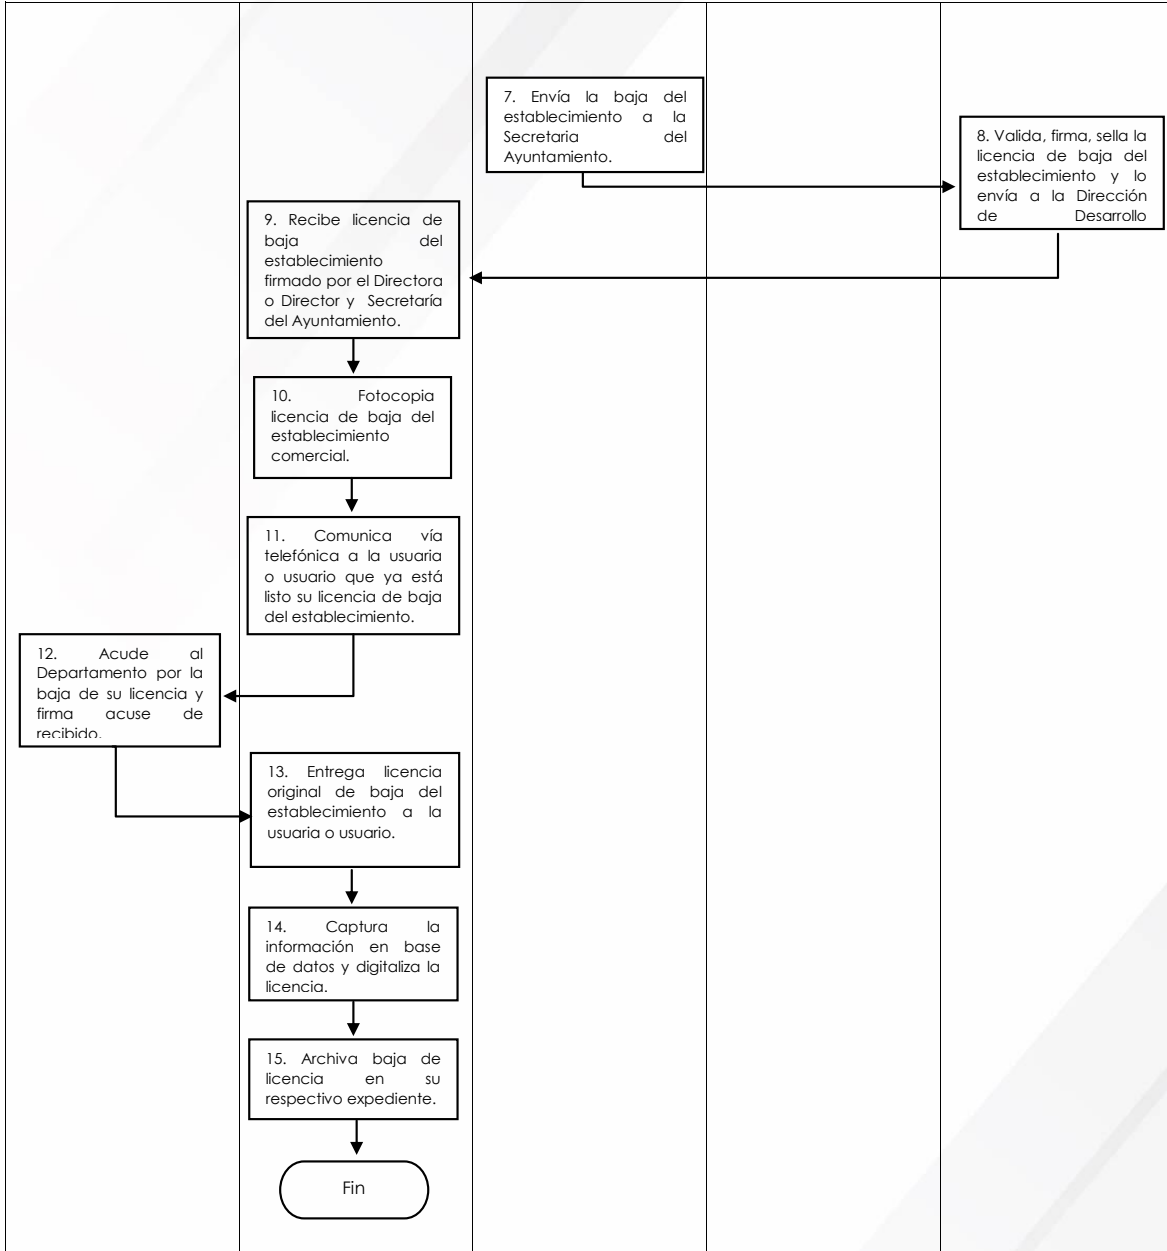 7. Envía la baja del
establecimiento a la
Secretaria del
Ayuntamiento.
8. Valida, firma, sella la
licencia de baja del
establecimiento y lo
envía a la Dirección
de Desarrollo
9. Recibe licencia de
baja del
establecimiento
firmado por el Directora
o Director y Secretaría
del Ayuntamiento.
10. Fotocopia
licencia de baja del
establecimiento
comercial.
11. Comunica vía
telefónica a la usuaria
o usuario que ya está
listo su licencia de baja
del establecimiento.
12. Acude al
Departamento por la
baja de su licencia y
firma acuse de
recibido.
13. Entrega licencia
original de baja del
establecimiento a la
usuaria o usuario.
14. Captura la
información en base
de datos y digitaliza la
licencia.
15. Archiva baja de
licencia en su
respectivo expediente.
Fin